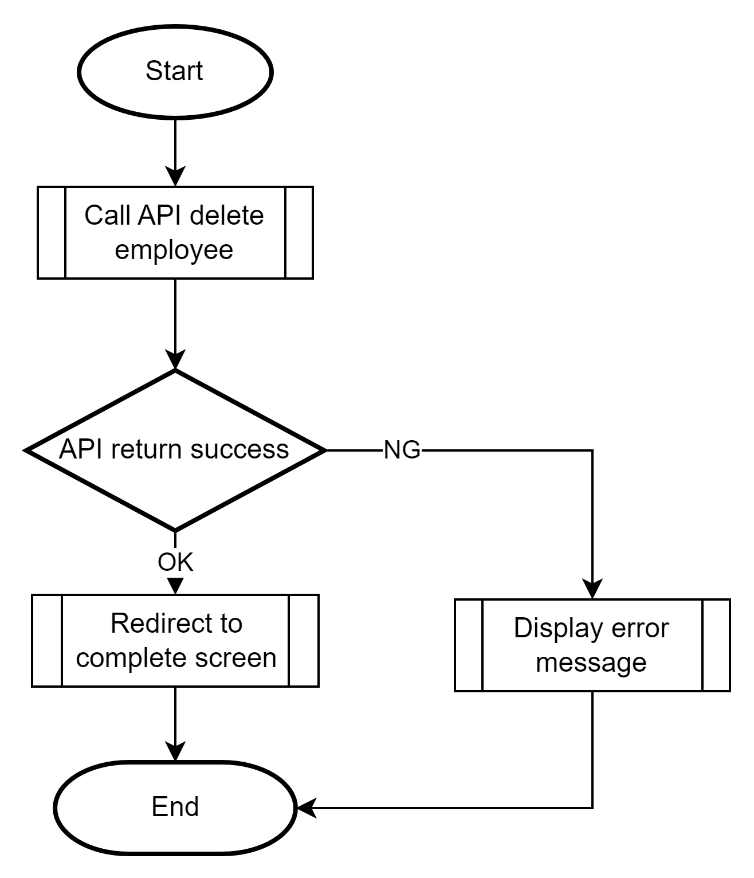 Start
Call API delete
employee
API return success
NG
OK
Redirect to
complete screen
Display error
message
End